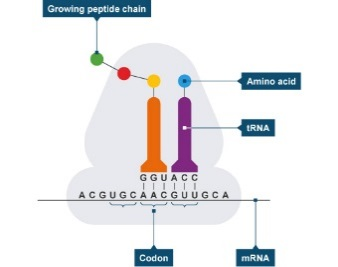 Growing peptide chain
Amino acid
tRNA
G G U A C C
A C G U G C A A C G U U G C A
Codon
mRNA